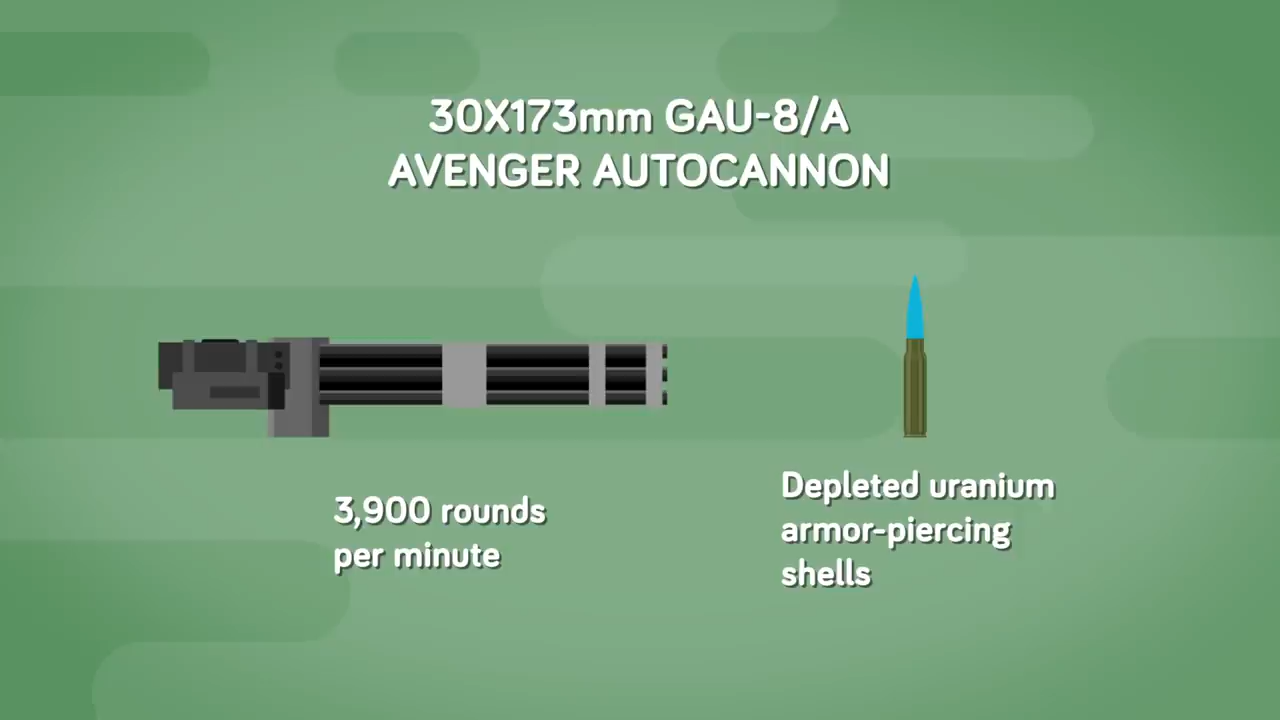 30X173mm GAU-8/A
AVENGER AUTOCANNON
3,900 rounds
per minute
Depleted uranium
armor-piercing
shells